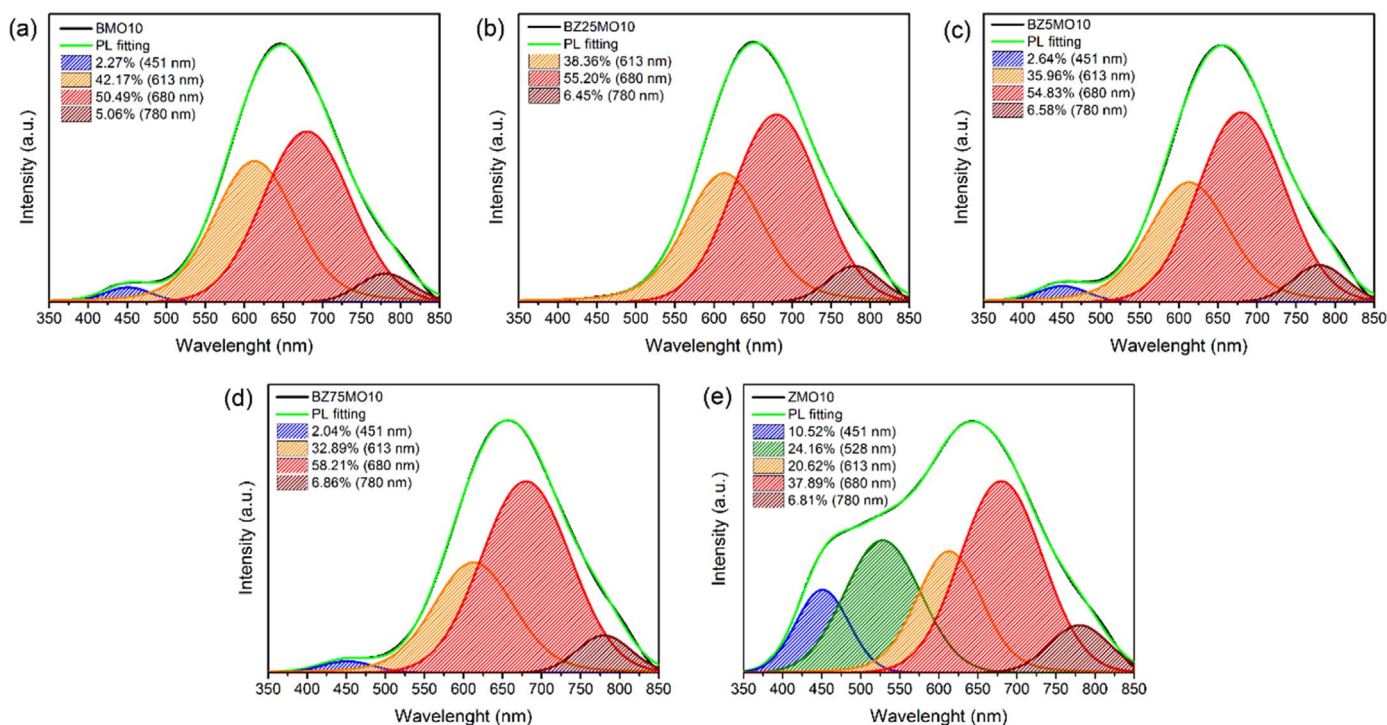 (a)
BMO10
PL fitting
2.27% (451 nm)
42.17% (613 nm)
50.49% (680 nm)
5.06% (780 nm)
Intensity (a.u.)
350 400 450 500 550 600 650 700 750 800 850
Wavelenght (nm)
(b)
BZ25MO10
PL fitting
38.36% (613 nm)
55.20% (680 nm)
6.45% (780 nm)
Intensity (a.u.)
350 400 450 500 550 600 650 700 750 800 850
Wavelenght (nm)
(c)
BZ5MO10
PL fitting
2.64% (451 nm)
35.96% (613 nm)
54.83% (680 nm)
6.58% (780 nm)
Intensity (a.u.)
350 400 450 500 550 600 650 700 750 800 850
Wavelenght (nm)
(d)
BZ75MO10
PL fitting
2.04% (451 nm)
32.89% (613 nm)
58.21% (680 nm)
6.86% (780 nm)
Intensity (a.u.)
350 400 450 500 550 600 650 700 750 800 850
Wavelenght (nm)
(e)
ZMO10
PL fitting
10.52% (451 nm)
24.16% (528 nm)
20.62% (613 nm)
37.89% (680 nm)
6.81% (780 nm)
Intensity (a.u.)
350 400 450 500 550 600 650 700 750 800 850
Wavelenght (nm)